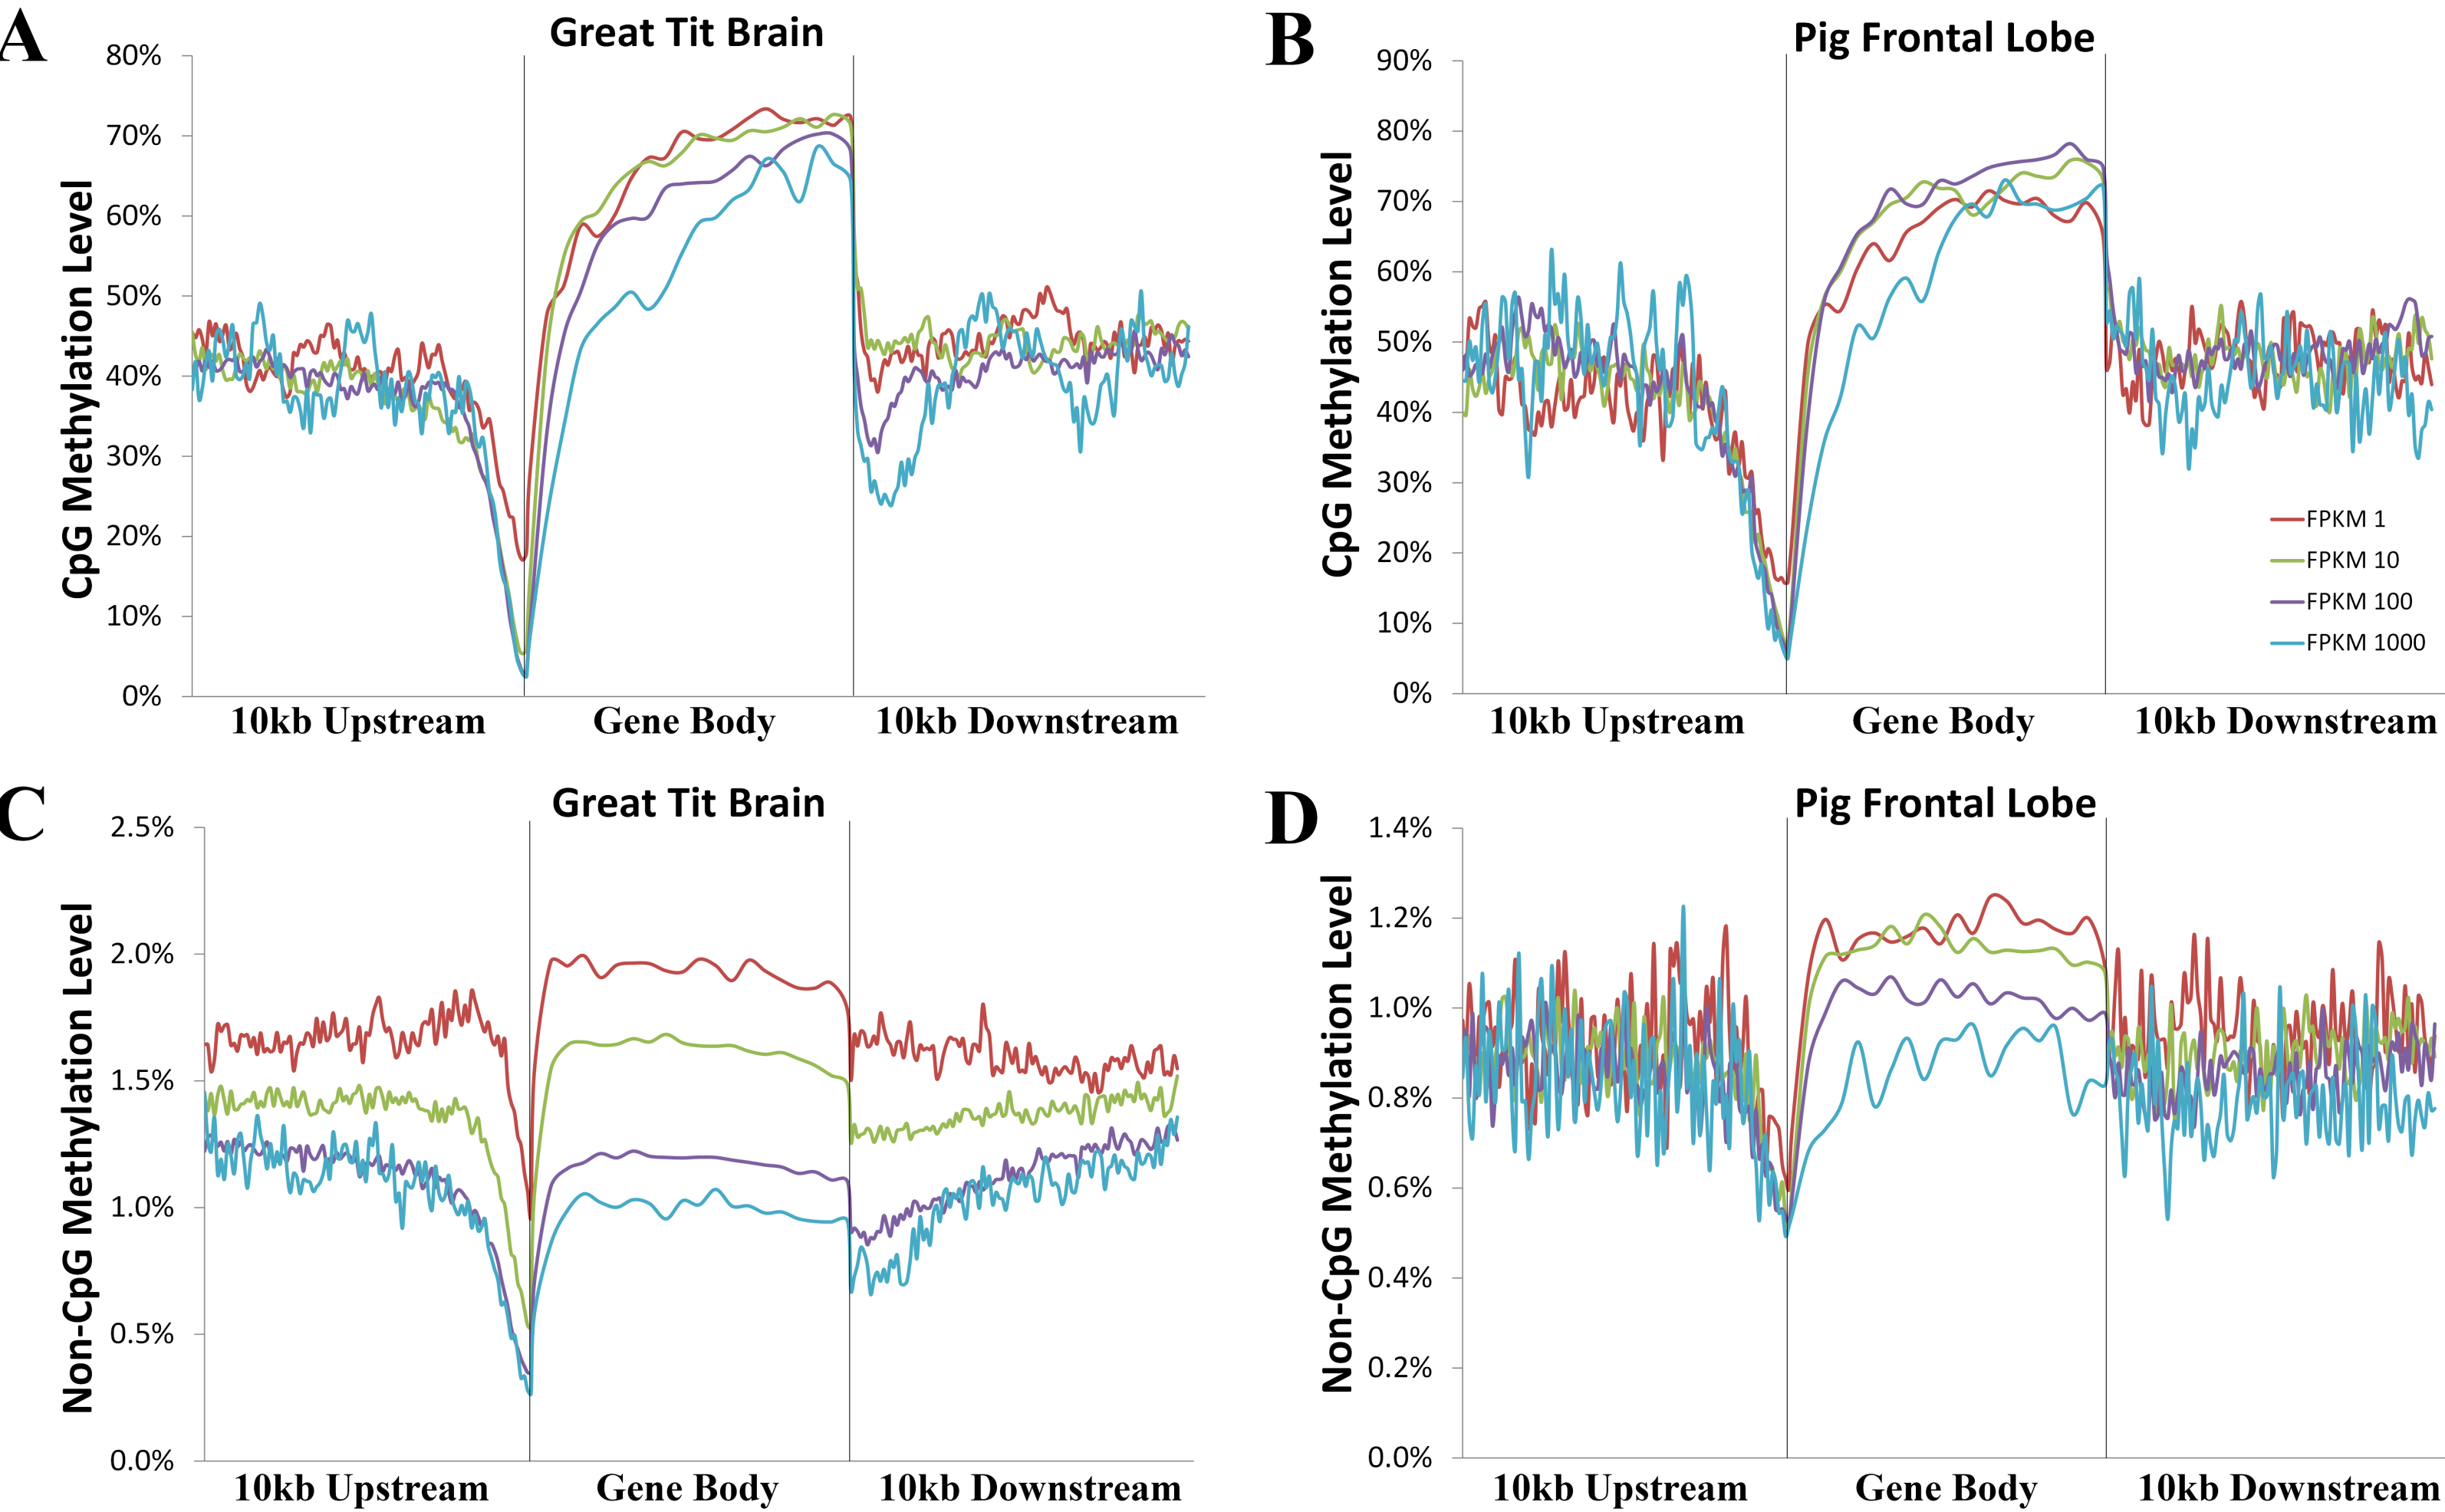 A
Great Tit Brain
CpG Methylation Level
80%
70%
60%
50%
40%
30%
20%
10%
0%
10kb Upstream
Gene Body
10kb Downstream
B
Pig Frontal Lobe
CpG Methylation Level
90%
80%
70%
60%
50%
40%
30%
20%
10%
0%
FPKM 1
FPKM 10
FPKM 100
FPKM 1000
10kb Upstream
Gene Body
10kb Downstream
C
Great Tit Brain
Non-CpG Methylation Level
2.5%
2.0%
1.5%
1.0%
0.5%
0.0%
10kb Upstream
Gene Body
10kb Downstream
D
Pig Frontal Lobe
Non-CpG Methylation Level
1.4%
1.2%
1.0%
0.8%
0.6%
0.4%
0.2%
0.0%
10kb Upstream
Gene Body
10kb Downstream